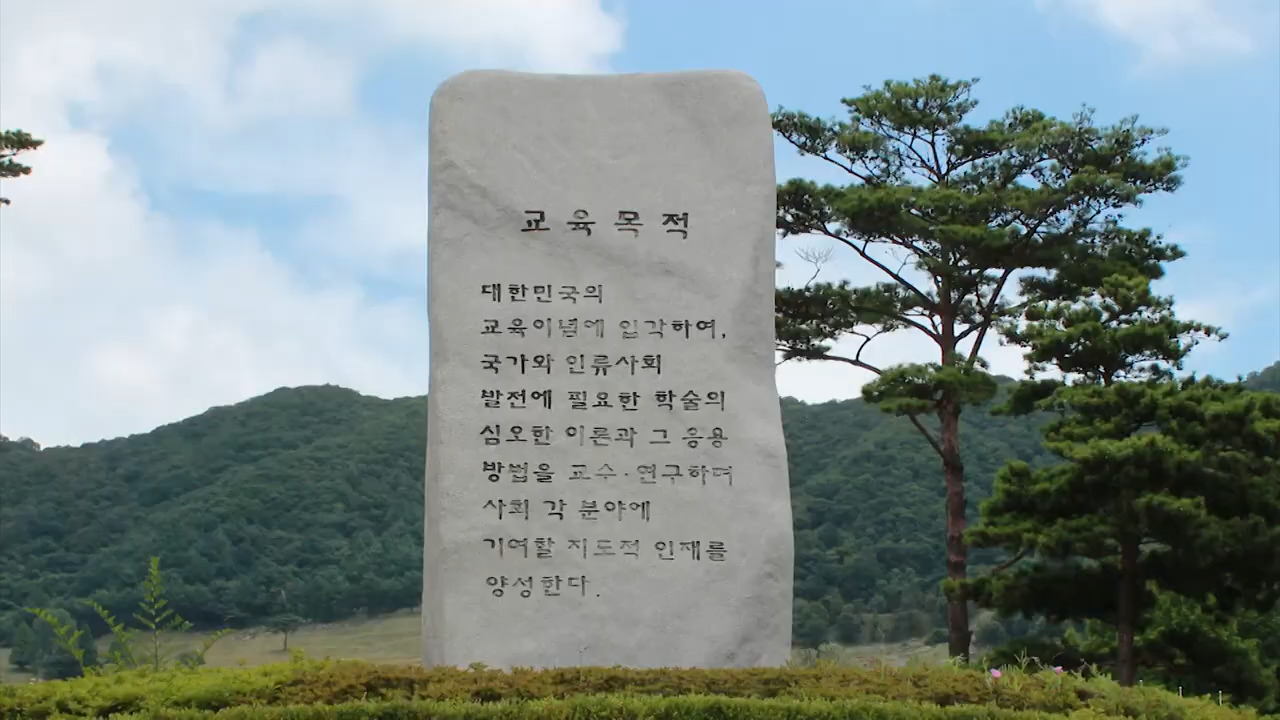 교육목적
대한민국의
교육이념에 입각하여,
국가와 인류사회
발전에 필요한 학술의
심오한 이론과 그 응용
방법을 교수·연구하며
사회 각 분야에
기여할 지도적 인재를
양성한다.